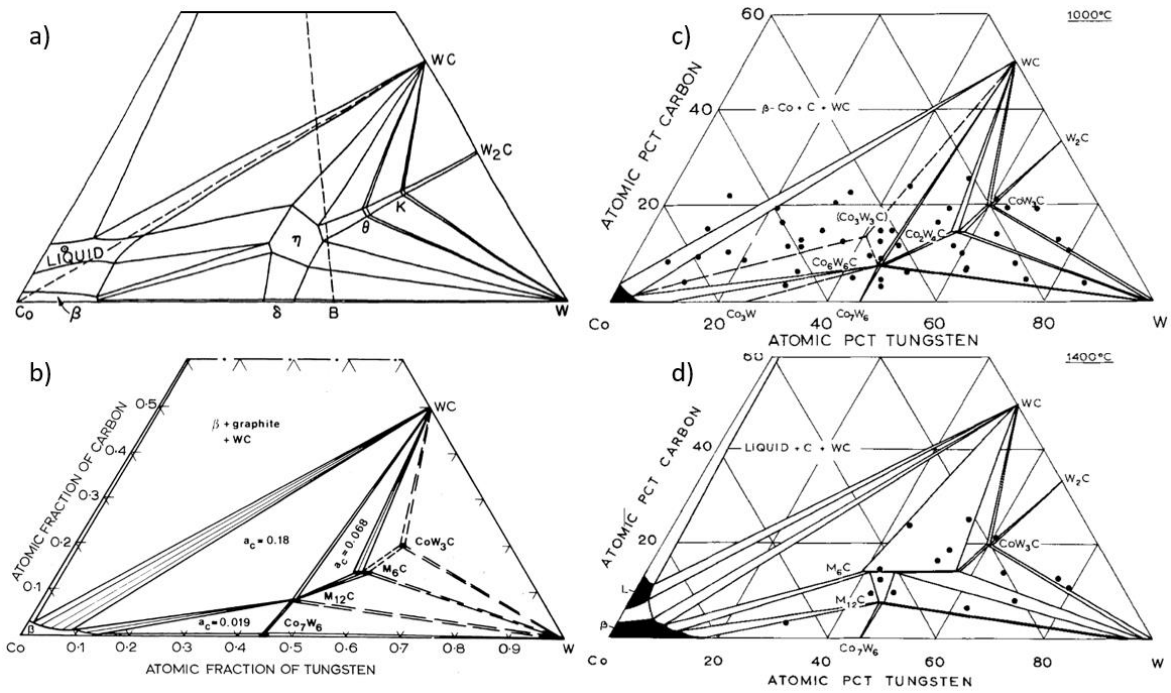 a)
WC
W₂C
LIQUID
η
θ
K
Co
β
δ
B
W
b)
ATOMIC FRACTION OF CARBON
0·5
0·4
0·3
0·2
0·1
β + graphite
+ WC
WC
a_c = 0.18
a_c = 0.068
a_c = 0.019
CoW₃C
M₆C
M₁₂C
Co₇W₆
β
Co
0·1
0·2
0·3
0·4
0·5
0·6
0·7
0·9
W
ATOMIC FRACTION OF TUNGSTEN
c)
1000°C
60
40
20
ATOMIC PCT CARBON
β-Co + C + WC
WC
W₂C
CoW₃C
(Co₃W₃C)
Co₂W₄C
Co₆W₆C
Co
20
Co₃W
40
Co₇W₆
60
80
W
ATOMIC PCT TUNGSTEN
d)
1400°C
60
40
20
ATOMIC PCT CARBON
LIQUID + C + WC
WC
W₂C
CoW₃C
M₆C
M₁₂C
L
β
Co
20
40
Co₇W₆
60
80
W
ATOMIC PCT TUNGSTEN